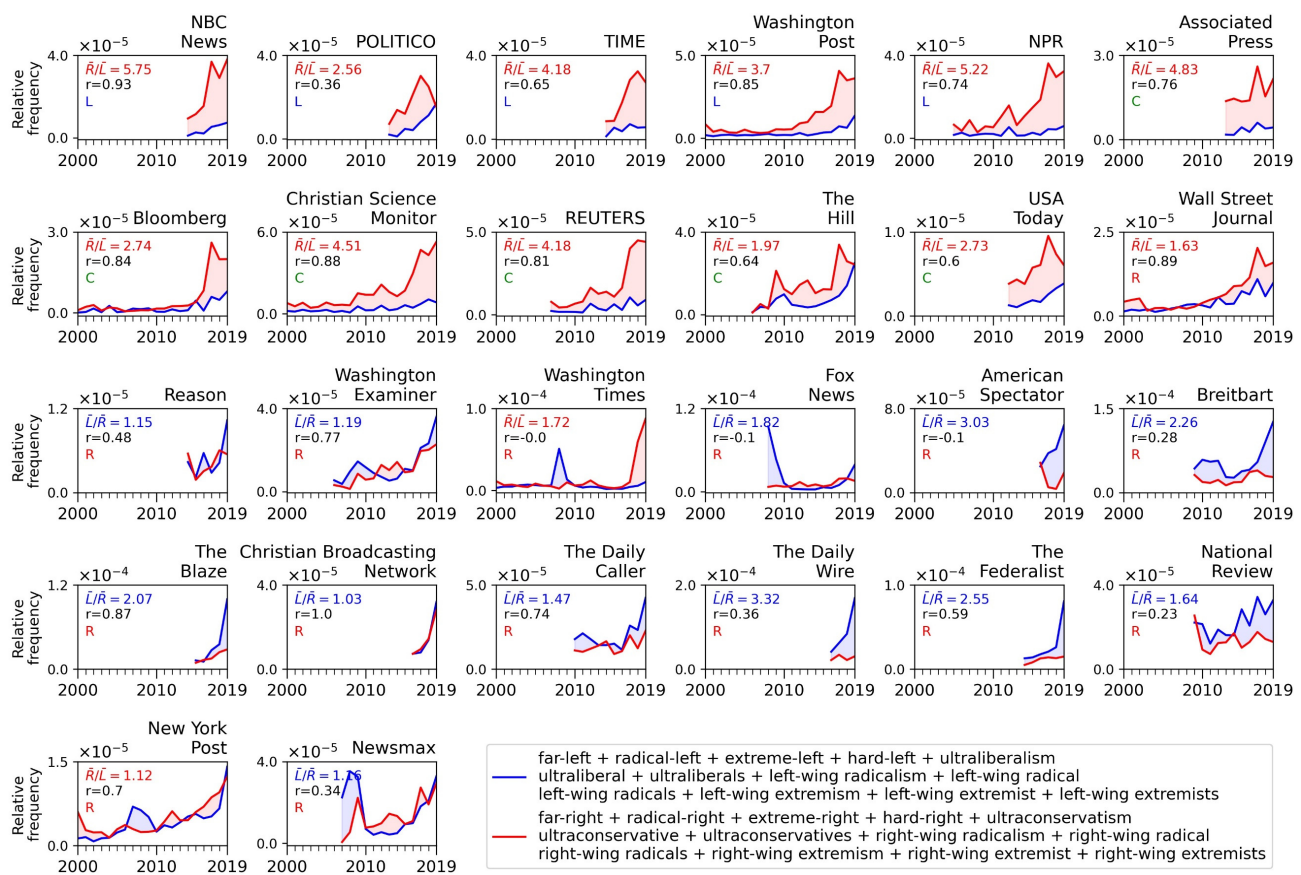 NBC
News
×10⁻⁵
4.0
R̄/L̄ = 5.75
r=0.93
L
0.0
2000 2010 2019
Relative
frequency
POLITICO
×10⁻⁵
4.0
R̄/L̄ = 2.56
r=0.36
L
0.0
2000 2010 2019
TIME
×10⁻⁵
4.0
R̄/L̄ = 4.18
r=0.65
L
0.0
2000 2010 2019
Washington
Post
×10⁻⁵
5.0
R̄/L̄ = 3.7
r=0.85
L
0.0
2000 2010 2019
NPR
×10⁻⁵
4.0
R̄/L̄ = 5.22
r=0.74
L
0.0
2000 2010 2019
Associated
Press
×10⁻⁵
3.0
R̄/L̄ = 4.83
r=0.76
C
0.0
2000 2010 2019
Bloomberg
×10⁻⁵
3.0
R̄/L̄ = 2.74
r=0.84
C
0.0
2000 2010 2019
Relative
frequency
Christian Science
Monitor
×10⁻⁵
6.0
R̄/L̄ = 4.51
r=0.88
C
0.0
2000 2010 2019
REUTERS
×10⁻⁵
5.0
R̄/L̄ = 4.18
r=0.81
C
0.0
2000 2010 2019
The
Hill
×10⁻⁵
4.0
R̄/L̄ = 1.97
r=0.64
C
0.0
2000 2010 2019
USA
Today
×10⁻⁵
1.0
R̄/L̄ = 2.73
r=0.6
C
0.0
2000 2010 2019
Wall Street
Journal
×10⁻⁵
2.5
R̄/L̄ = 1.63
r=0.89
R
0.0
2000 2010 2019
Reason
×10⁻⁵
1.2
L̄/R̄ = 1.15
r=0.48
R
0.0
2000 2010 2019
Relative
frequency
Washington
Examiner
×10⁻⁵
4.0
L̄/R̄ = 1.19
r=0.77
R
0.0
2000 2010 2019
Washington
Times
×10⁻⁴
1.0
R̄/L̄ = 1.72
r=-0.0
R
0.0
2000 2010 2019
Fox
News
×10⁻⁴
1.2
L̄/R̄ = 1.82
r=-0.1
R
0.0
2000 2010 2019
American
Spectator
×10⁻⁵
8.0
L̄/R̄ = 3.03
r=-0.1
R
0.0
2000 2010 2019
Breitbart
×10⁻⁴
1.5
L̄/R̄ = 2.26
r=0.28
R
0.0
2000 2010 2019
The
Blaze
×10⁻⁴
1.2
L̄/R̄ = 2.07
r=0.87
R
0.0
2000 2010 2019
Relative
frequency
Christian Broadcasting
Network
×10⁻⁵
4.0
L̄/R̄ = 1.03
r=1.0
R
0.0
2000 2010 2019
The Daily
Caller
×10⁻⁵
5.0
L̄/R̄ = 1.47
r=0.74
R
0.0
2000 2010 2019
The Daily
Wire
×10⁻⁴
2.0
L̄/R̄ = 3.32
r=0.36
R
0.0
2000 2010 2019
The
Federalist
×10⁻⁴
1.0
L̄/R̄ = 2.55
r=0.59
R
0.0
2000 2010 2019
National
Review
×10⁻⁵
4.0
L̄/R̄ = 1.64
r=0.23
R
0.0
2000 2010 2019
New York
Post
×10⁻⁵
1.5
R̄/L̄ = 1.12
r=0.7
R
0.0
2000 2010 2019
Relative
frequency
Newsmax
×10⁻⁵
4.0
L̄/R̄ = 1.16
r=0.34
R
0.0
2000 2010 2019
far-left + radical-left + extreme-left + hard-left + ultraliberalism
ultraliberal + ultraliberals + left-wing radicalism + left-wing radical
left-wing radicals + left-wing extremism + left-wing extremist + left-wing extremists
far-right + radical-right + extreme-right + hard-right + ultraconservatism
ultraconservative + ultraconservatives + right-wing radicalism + right-wing radical
right-wing radicals + right-wing extremism + right-wing extremist + right-wing extremists